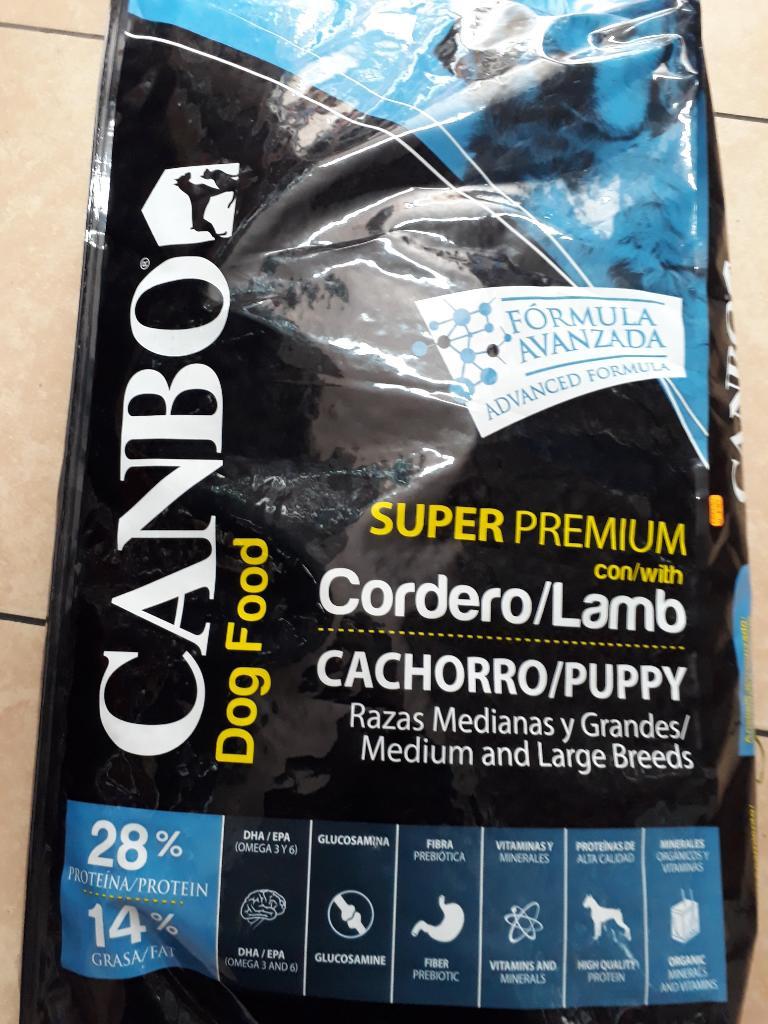 CANBO®
Dog Food
FÓRMULA
AVANZADA
ADVANCED FORMULA
SUPER PREMIUM
con/with
Cordero/Lamb
CACHORRO/PUPPY
Razas Medianas y Grandes/
Medium and Large Breeds
28%
PROTEÍNA/PROTEIN
14%
GRASA/FAT
DHA / EPA
(OMEGA 3 Y 6)
DHA / EPA
(OMEGA 3 AND 6)
GLUCOSAMINA
GLUCOSAMINE
FIBRA
PREBIÓTICA
FIBER
PREBIOTIC
VITAMINAS Y
MINERALES
VITAMINS AND
MINERALS
PROTEÍNAS DE
ALTA CALIDAD
HIGH QUALITY
PROTEIN
MINERALES
ORGÁNICOS Y
VITAMINAS
ORGANIC
MINERALS
AND VITAMINS